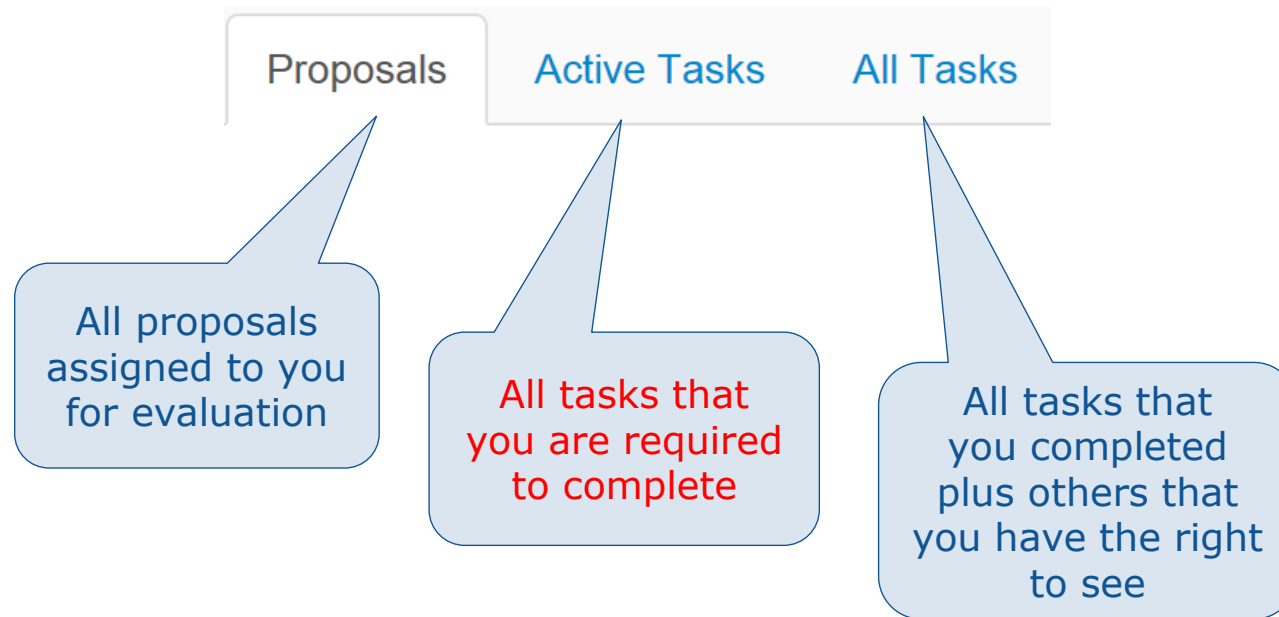 Proposals
Active Tasks
All Tasks
All proposals
assigned to you
for evaluation
All tasks that
you are required
to complete
All tasks that
you completed
plus others that
you have the right
to see